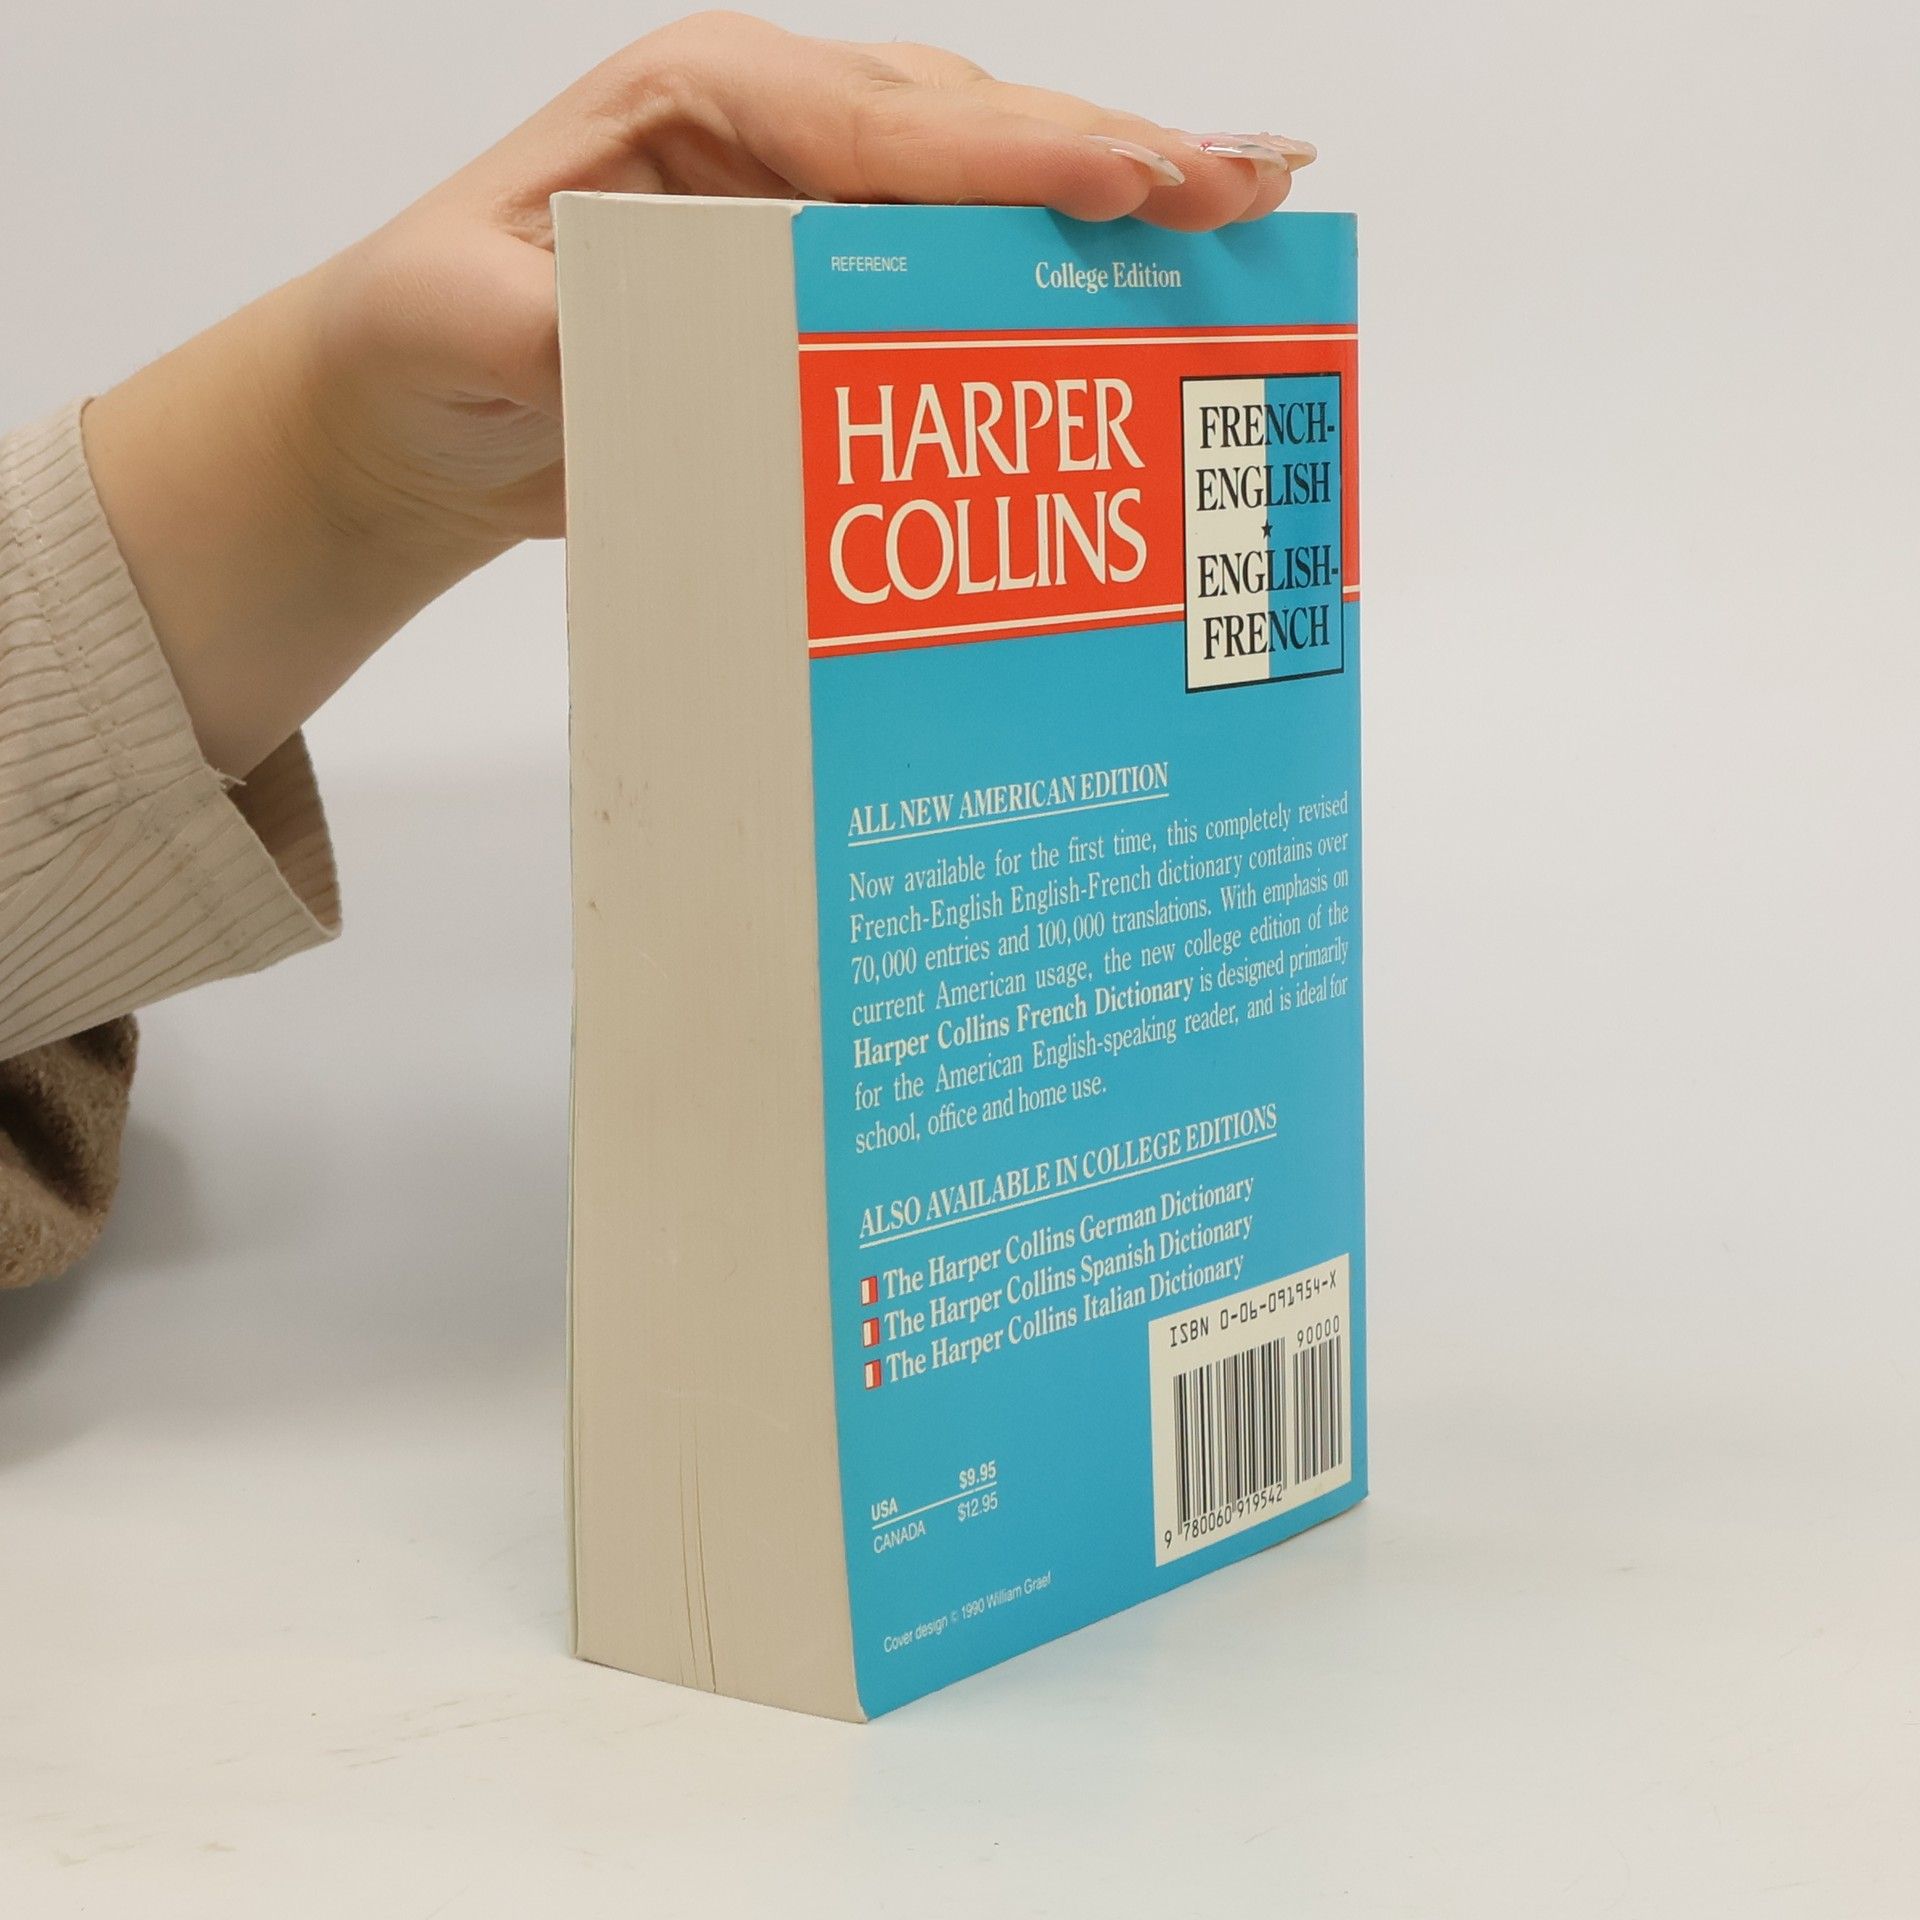 REFERENCE
College Edition
HARPER
COLLINS
FRENCH-
ENGLISH
★
ENGLISH-
FRENCH
ALL NEW AMERICAN EDITION
Now available for the first time, this completely revised
French-English English-French dictionary contains over
70,000 entries and 100,000 translations. With emphasis on
current American usage, the new college edition of the
Harper Collins French Dictionary is designed primarily
for the American English-speaking reader, and is ideal for
school, office and home use.
ALSO AVAILABLE IN COLLEGE EDITIONS
The Harper Collins German Dictionary
The Harper Collins Spanish Dictionary
The Harper Collins Italian Dictionary
ISBN 0-06-091954-X
90000
9 780060 919542
USA $9.95
CANADA $12.95
Cover design © 1990 William Graef